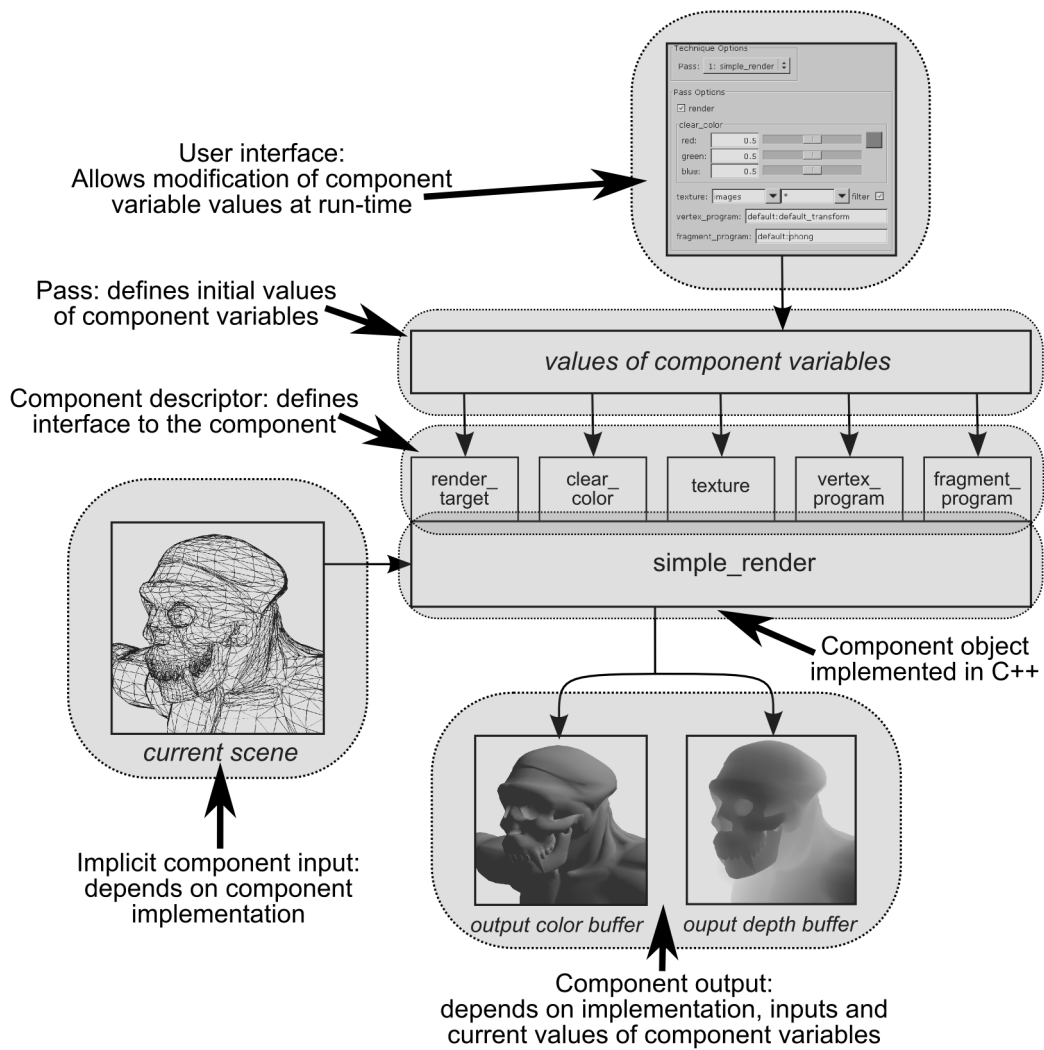 Technique Options
Pass: 1: simple_render
Pass Options
render
clear_color
red: 0.5
green: 0.5
blue: 0.5
texture: images * filter
vertex_program: default:default_transform
fragment_program: default:phong
User interface:
Allows modification of component
variable values at run-time
Pass: defines initial values
of component variables
values of component variables
Component descriptor: defines
interface to the component
render_
target
clear_
color
texture
vertex_
program
fragment_
program
simple_render
Component object
implemented in C++
current scene
Implicit component input:
depends on component
implementation
output color buffer
ouput depth buffer
Component output:
depends on implementation, inputs and
current values of component variables